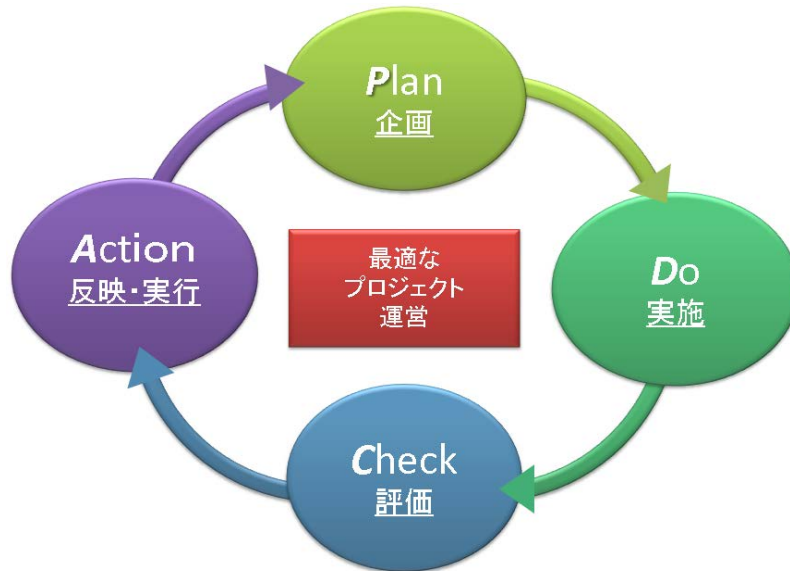 Plan
企画
Do
実施
Check
評価
Action
反映・実行
最適な
プロジェクト
運営